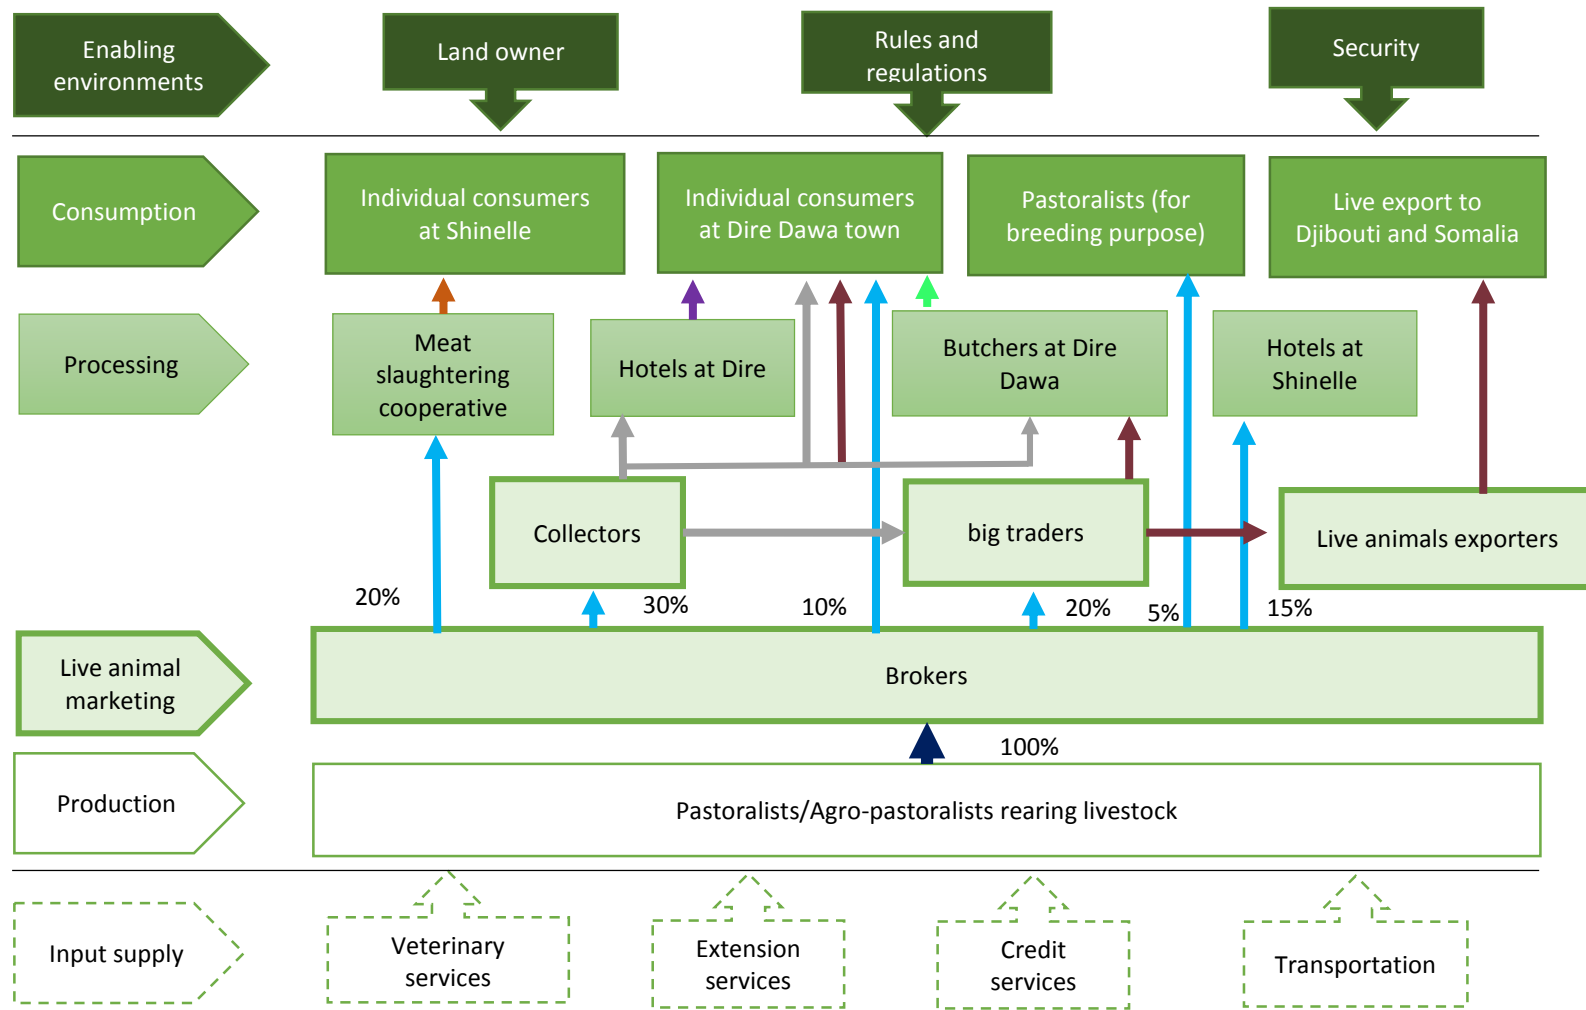 Enabling
environments
Land owner
Rules and
regulations
Security
Consumption
Individual consumers
at Shinelle
Individual consumers
at Dire Dawa town
Pastoralists (for
breeding purpose)
Live export to
Djibouti and Somalia
Processing
Meat
slaughtering
cooperative
Hotels at Dire
Butchers at Dire
Dawa
Hotels at
Shinelle
Collectors
big traders
Live animals exporters
20%
30%
10%
20%
5%
15%
Live animal
marketing
Brokers
100%
Production
Pastoralists/Agro-pastoralists rearing livestock
Input supply
Veterinary
services
Extension
services
Credit
services
Transportation